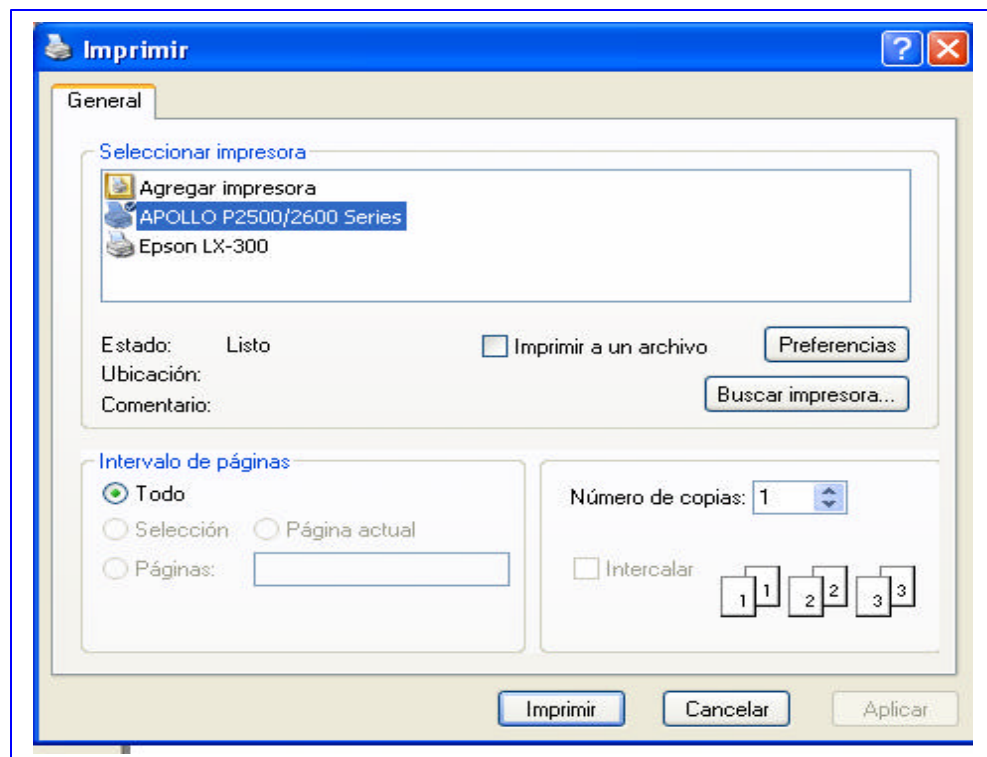 Imprimir
General
Seleccionar impresora
Agregar impresora
APOLLO P2500/2600 Series
Epson LX-300
Estado: Listo
Imprimir a un archivo
Preferencias
Ubicación:
Buscar impresora...
Comentario:
Intervalo de páginas
Todo
Selección
Página actual
Páginas:
Número de copias: 1
Intercalar
1 1 2 2 3 3
Imprimir
Cancelar
Aplicar